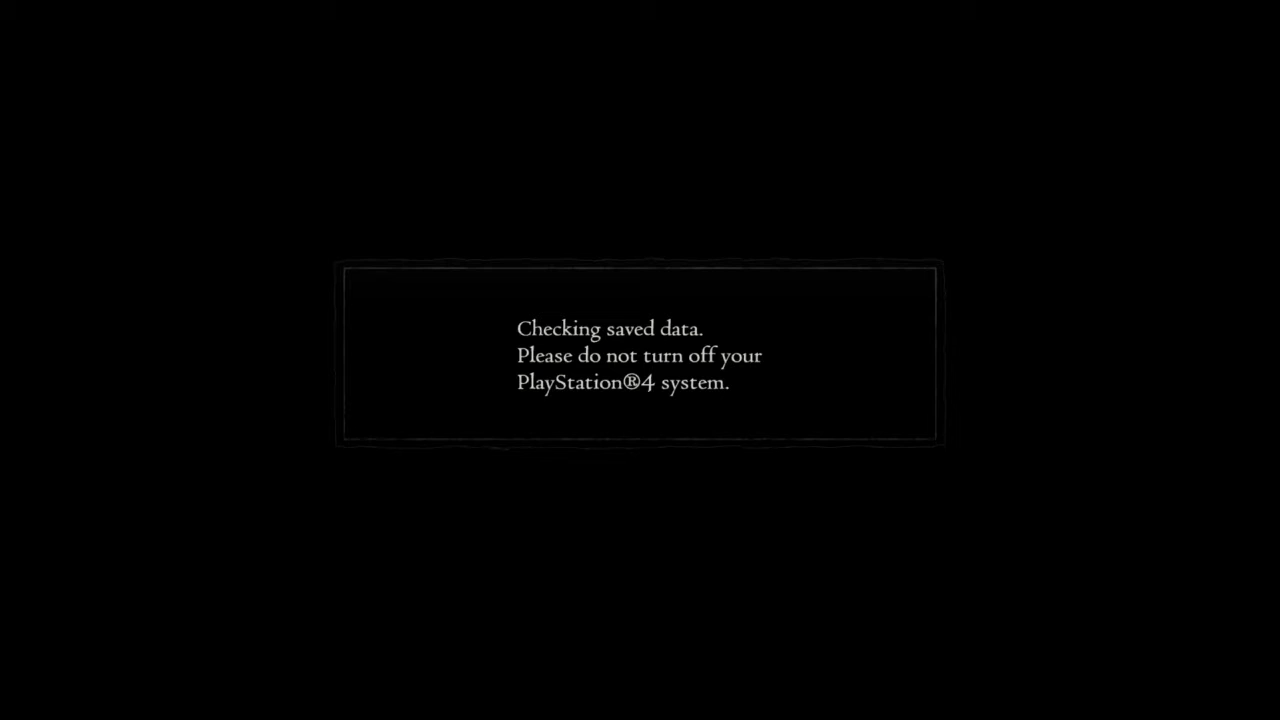 Checking saved data.
Please do not turn off your
PlayStation®4 system.